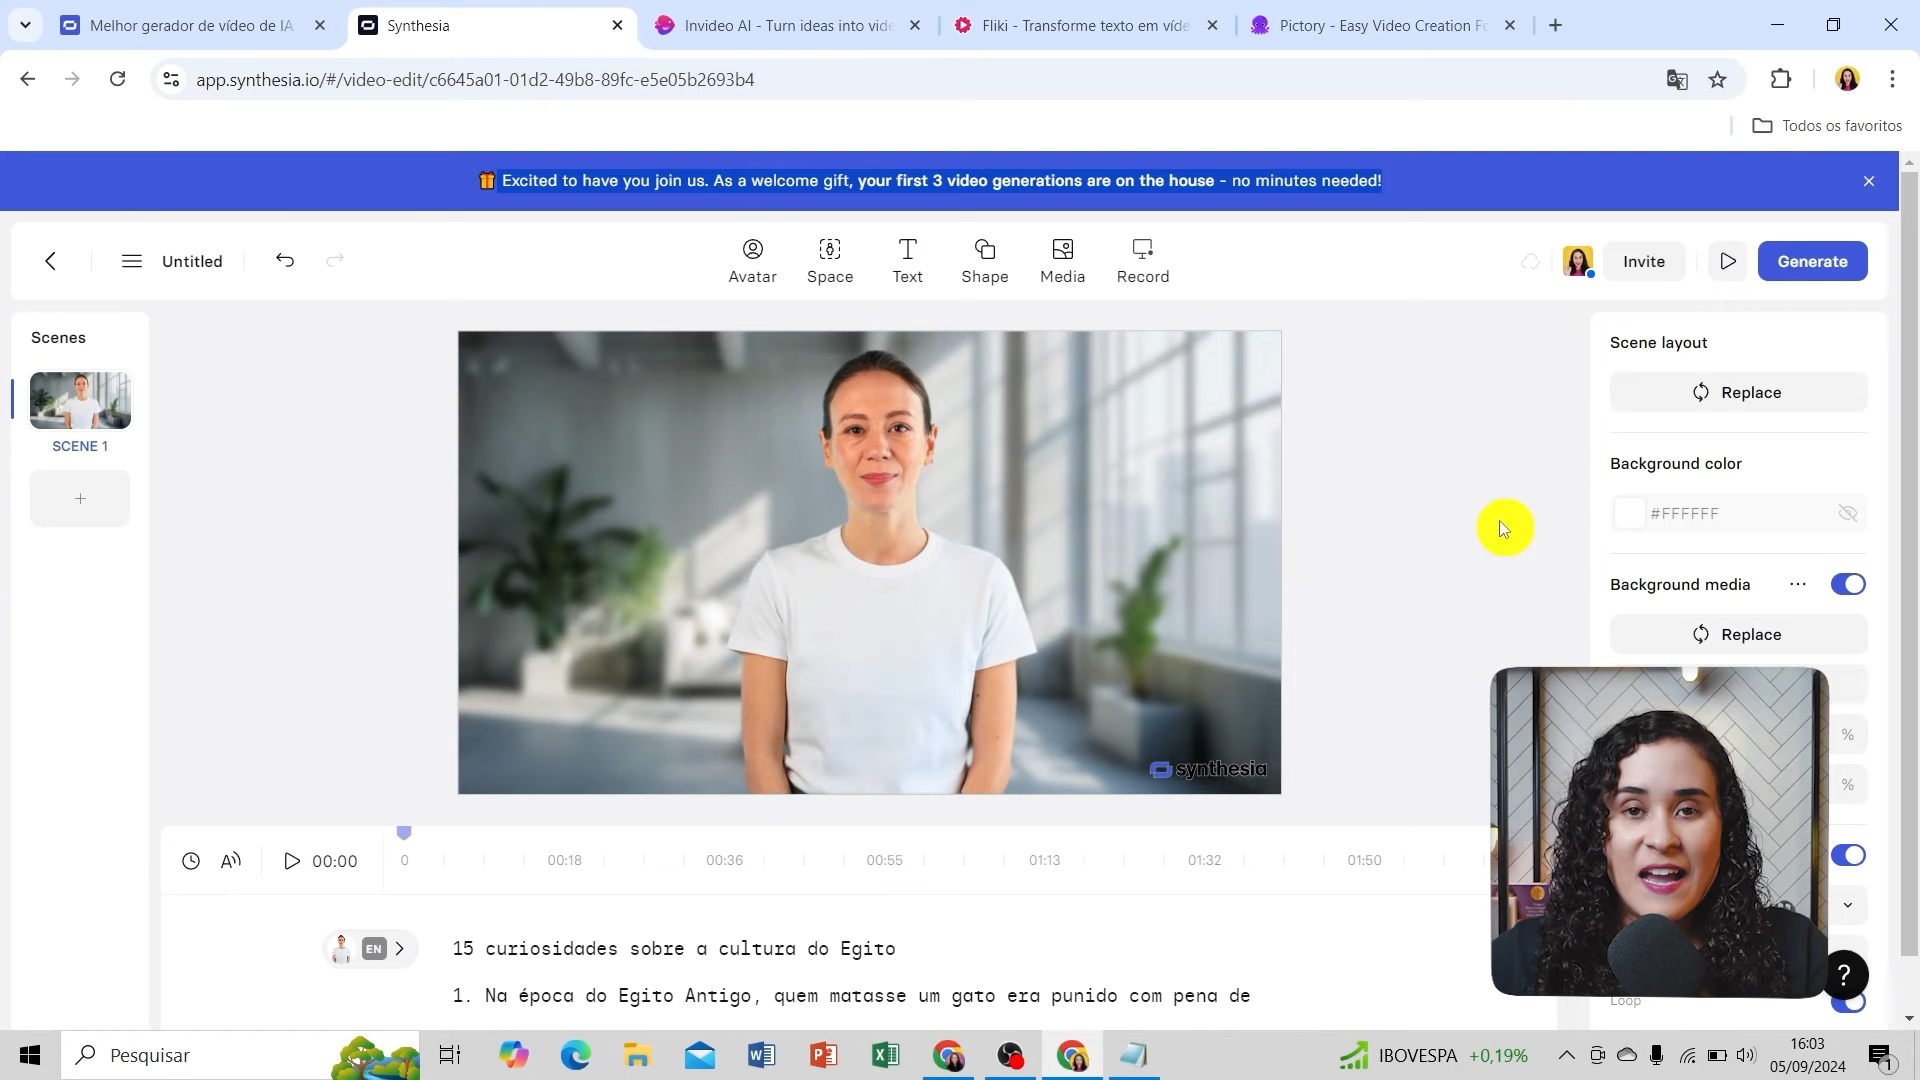 Melhor gerador de vídeo de IA
Synthesia
Invideo AI - Turn ideas into vide
Fliki - Transforme texto em víde
Pictory - Easy Video Creation Fo
app.synthesia.io/#/video-edit/c6645a01-01d2-49b8-89fc-e5e05b2693b4
Todos os favoritos
Excited to have you join us. As a welcome gift, your first 3 video generations are on the house - no minutes needed!
Untitled
Avatar
Space
Text
Shape
Media
Record
Invite
Generate
Scenes
SCENE 1
Scene layout
Replace
Background color
#FFFFFF
Background media
Replace
%
%
Loop
synthesia
00:00
0
00:18
00:36
00:55
01:13
01:32
01:50
EN
15 curiosidades sobre a cultura do Egito
1. Na época do Egito Antigo, quem matasse um gato era punido com pena de
?
Pesquisar
IBOVESPA +0,19%
16:03
05/09/2024
1